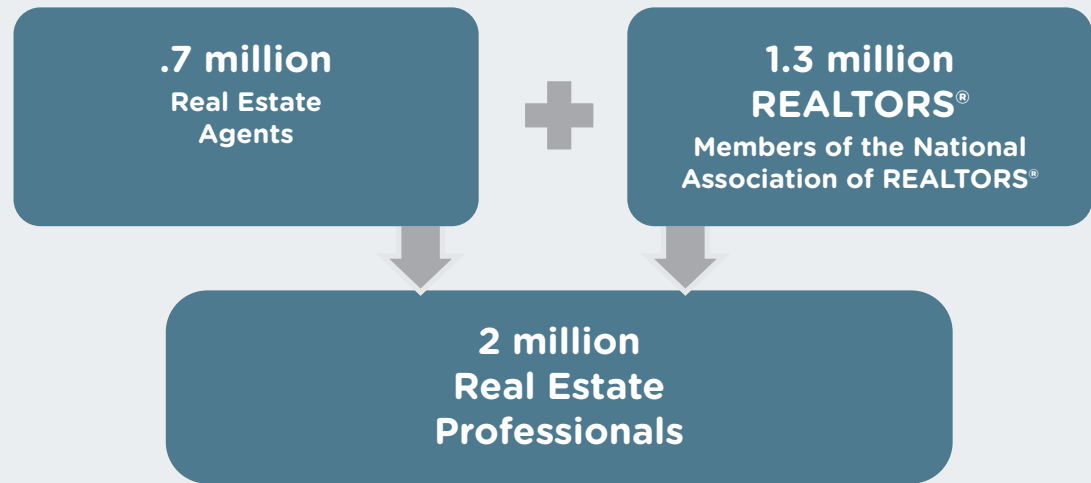 .7 million
Real Estate
Agents
1.3 million
REALTORS®
Members of the National
Association of REALTORS®
2 million
Real Estate
Professionals